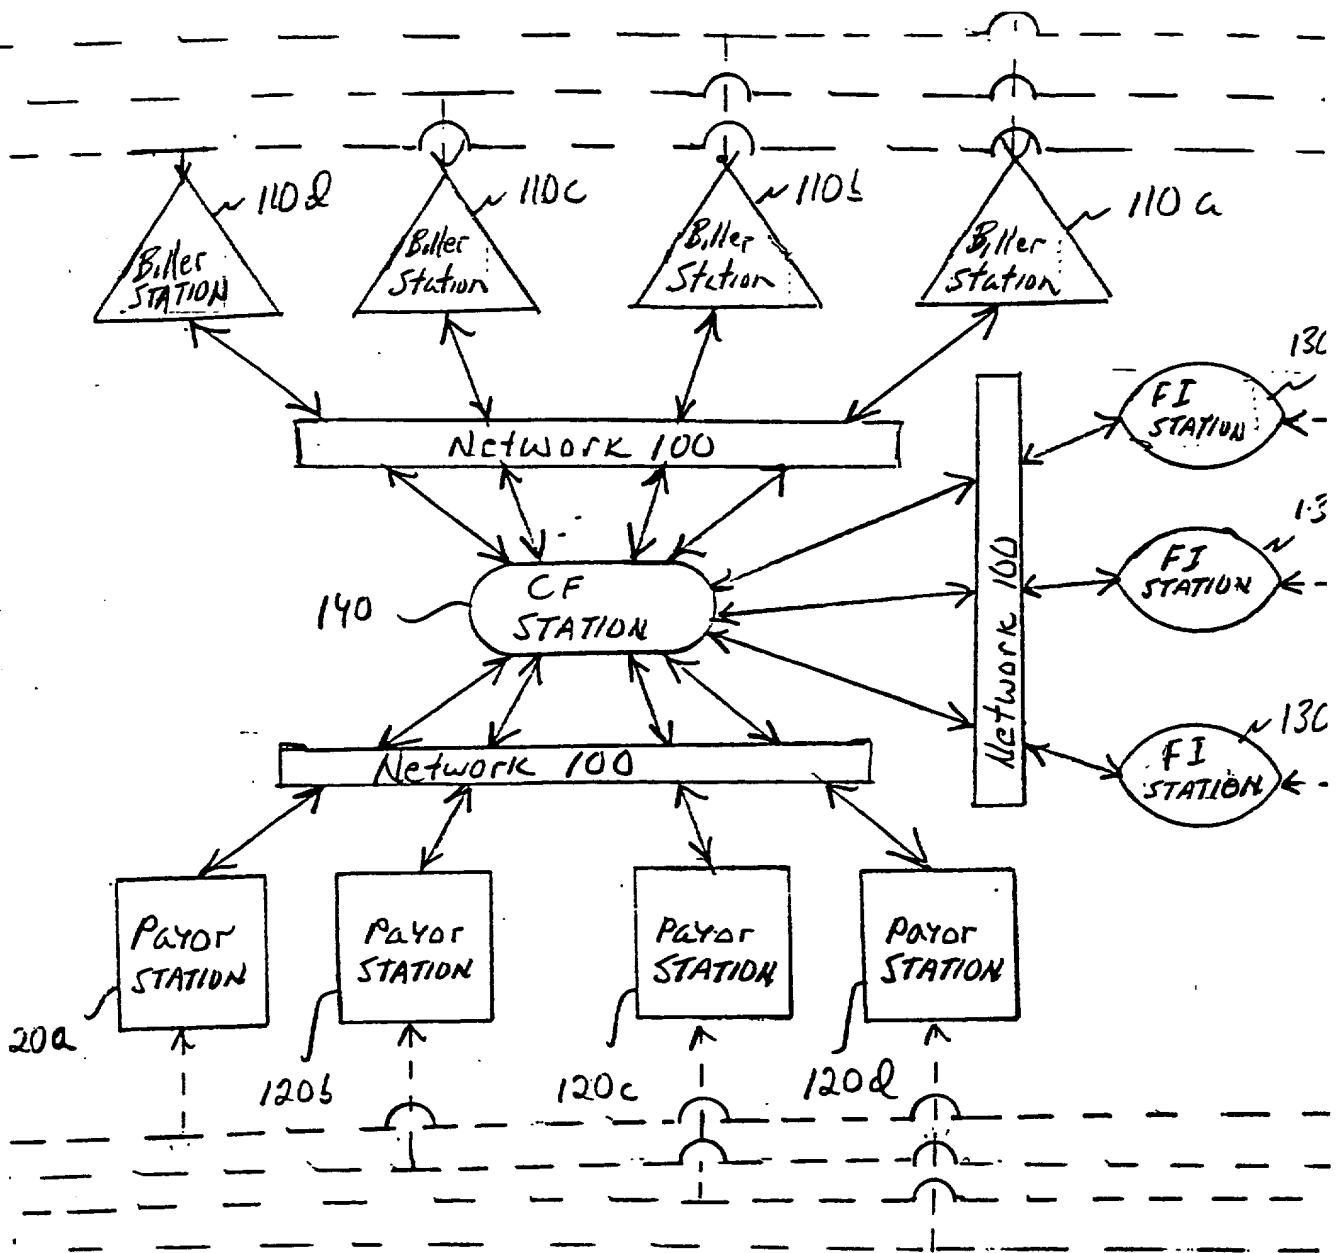 110d
110c
110b
110a
Biller
STATION
Biller
Station
Biller
Station
Biller
Station
Network 100
FI
STATION
FI
STATION
FI
STATION
130
Network 100
140
CF
STATION
Network 100
Payor
STATION
Payor
STATION
Payor
STATION
Payor
STATION
20a
120b
120c
120d